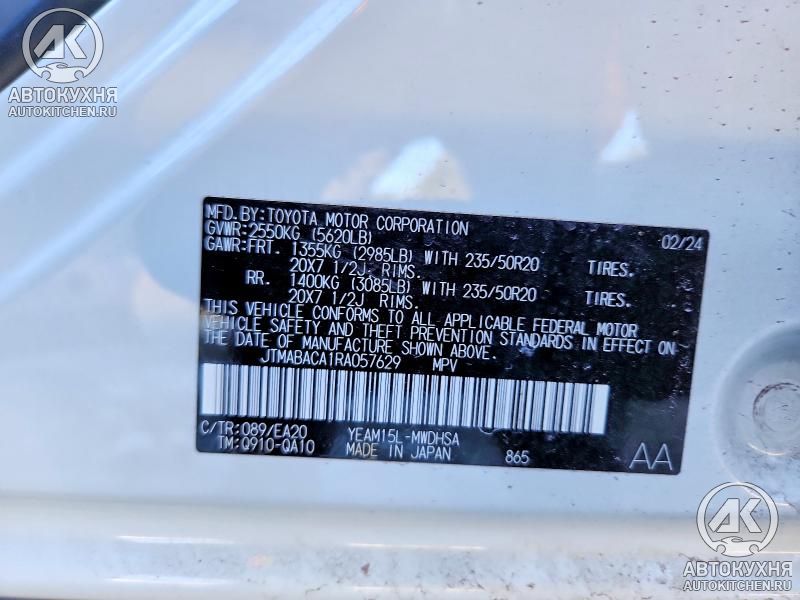 AK
АВТОКУХНЯ
AUTOKITCHEN.RU
MFD.BY:TOYOTA MOTOR CORPORATION 02/24
GVWR:2550KG (5620LB)
GAWR:FRT. 1355KG (2985LB) WITH 235/50R20 TIRES.
20X7 1/2J RIMS.
RR. 1400KG (3085LB) WITH 235/50R20 TIRES.
20X7 1/2J RIMS.
THIS VEHICLE CONFORMS TO ALL APPLICABLE FEDERAL MOTOR
VEHICLE SAFETY AND THEFT PREVENTION STANDARDS IN EFFECT ON
THE DATE OF MANUFACTURE SHOWN ABOVE.
JTMABACA1RA057629 MPV
C/TR:089/EA20 YEAM15L-MWDHSA
TM:Q910-QA10 MADE IN JAPAN 865 AA
AK
АВТОКУХНЯ
AUTOKITCHEN.RU